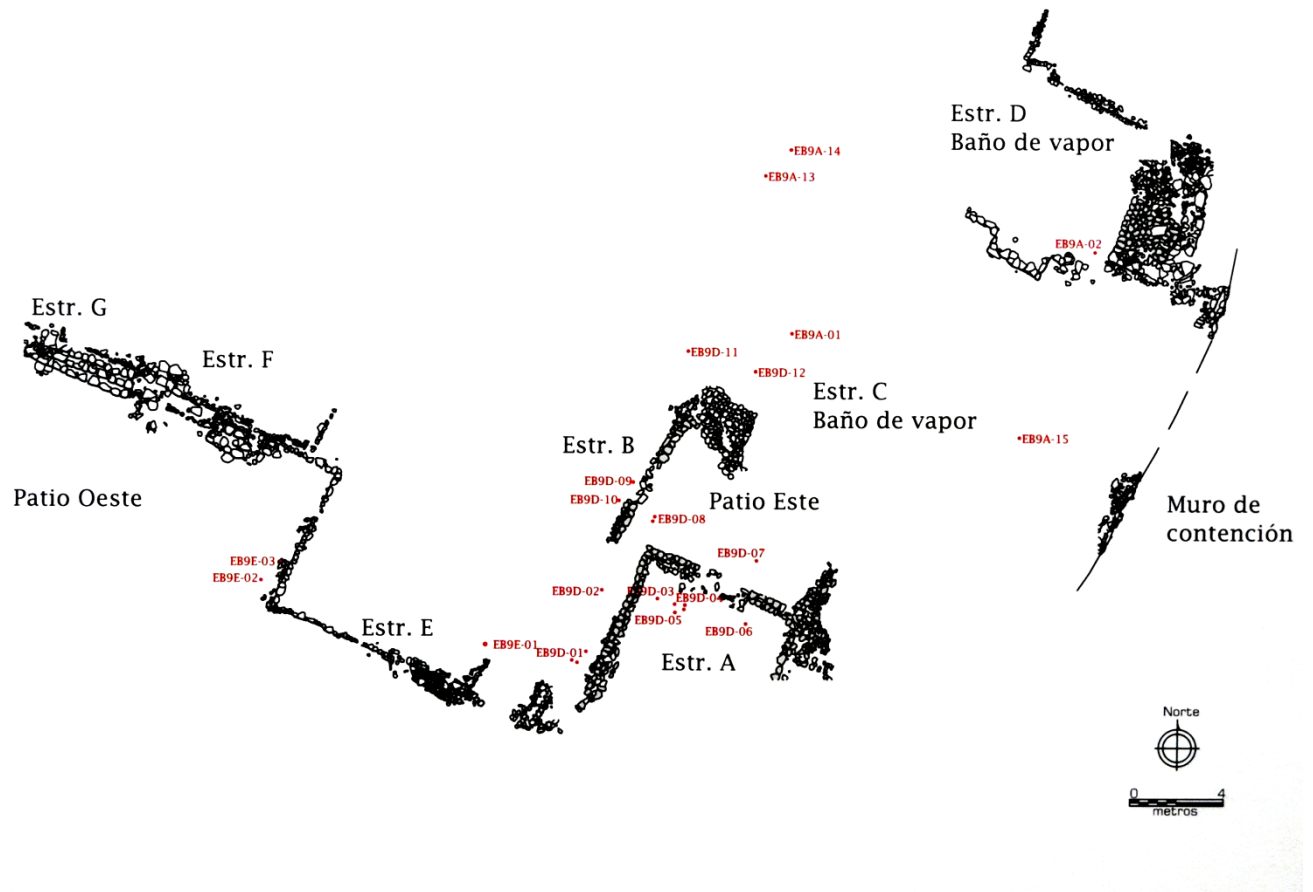 Estr. D
Baño de vapor
EB9A-14
EB9A-13
EB9A-02
Estr. G
Estr. F
EB9A-01
EB9D-11
EB9D-12
Estr. C
Baño de vapor
EB9A-15
Estr. B
EB9D-09
EB9D-10
Patio Oeste
Patio Este
EB9D-08
Muro de
contención
EB9E-03
EB9E-02
EB9D-07
EB9D-02
EB9D-03
EB9D-04
EB9D-05
EB9D-06
Estr. E
EB9E-01
EB9D-01
Estr. A
Norte
0 4
metros